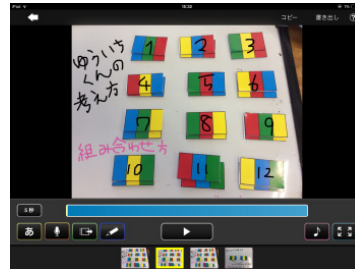 iPad
15:32
コピー
書き出し
ゆういち
くんの
考え方
1 2 3
4 5 6
7 8 9
組み合わせ方
10 11 12
5秒
あ